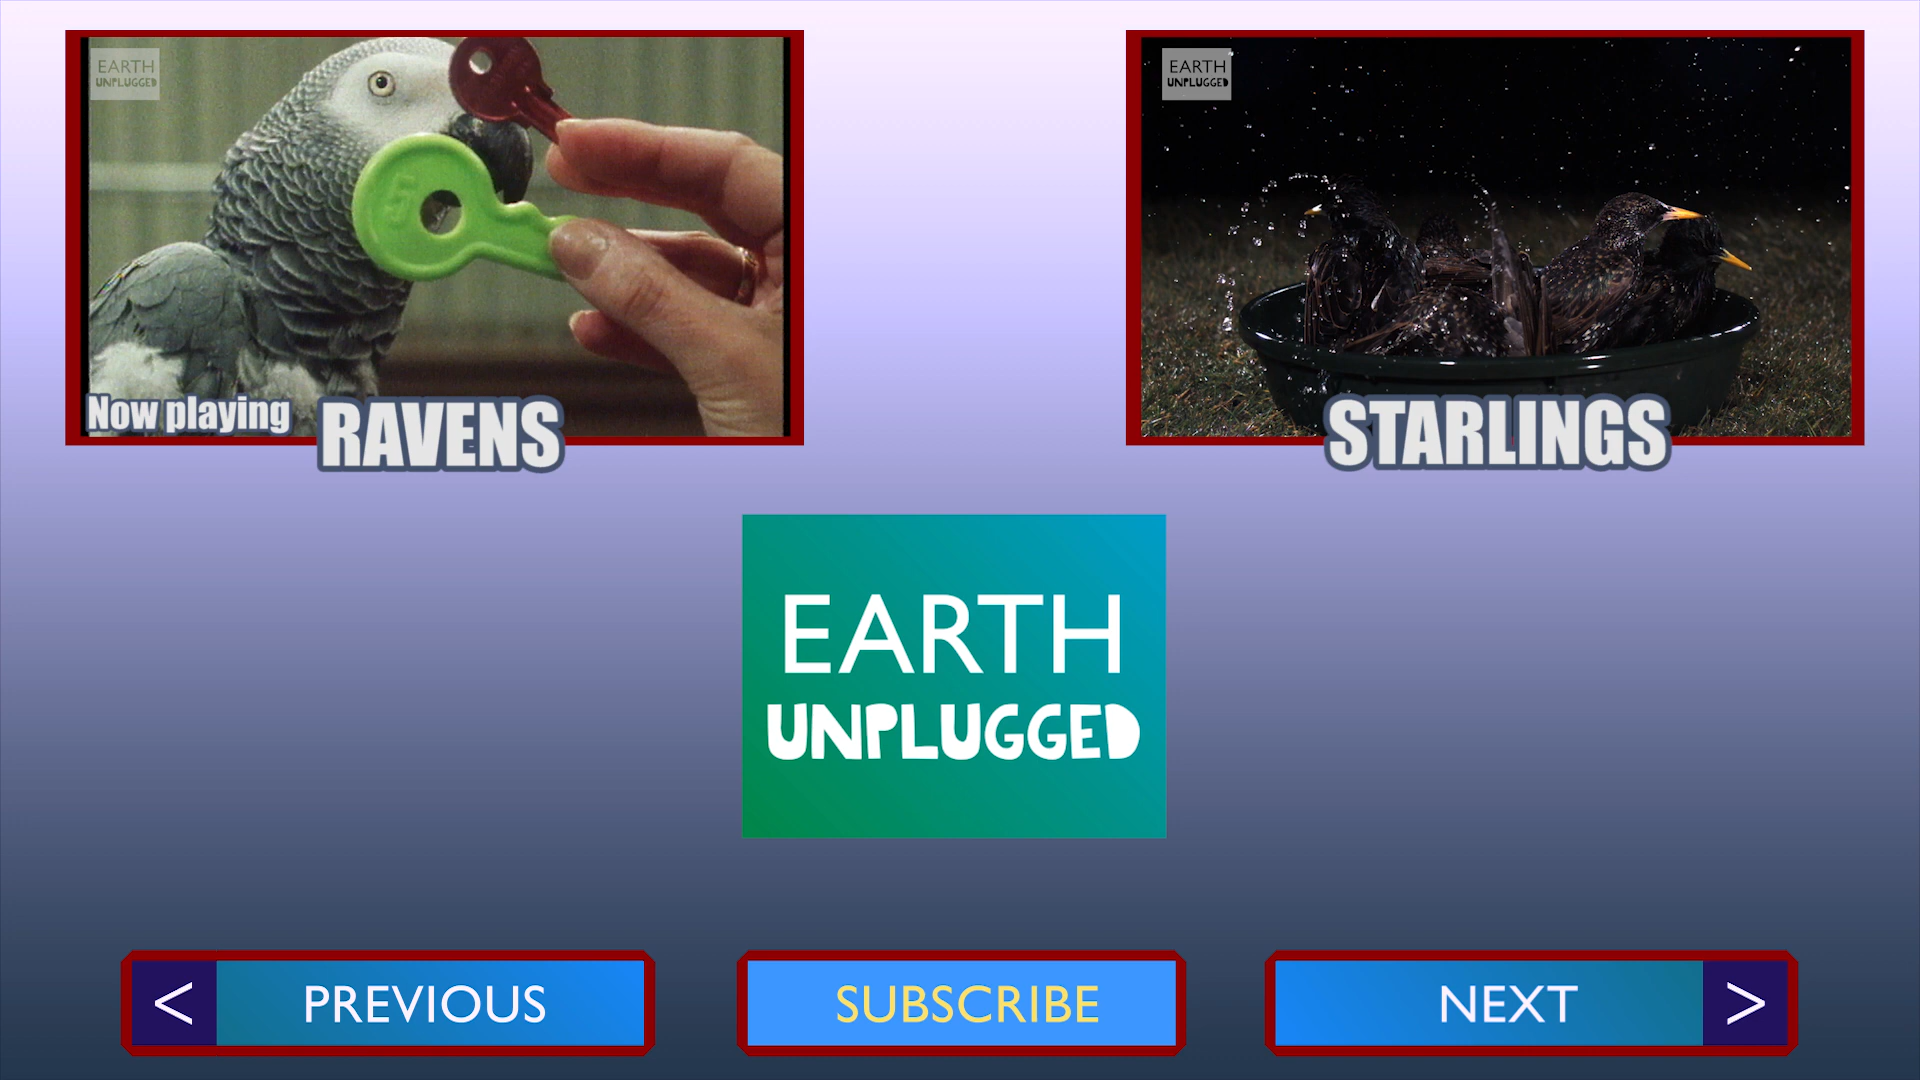 EARTH
UNPLUGGED
Now playing
RAVENS
EARTH
UNPLUGGED
STARLINGS
EARTH
UNPLUGGED
< PREVIOUS
SUBSCRIBE
NEXT >